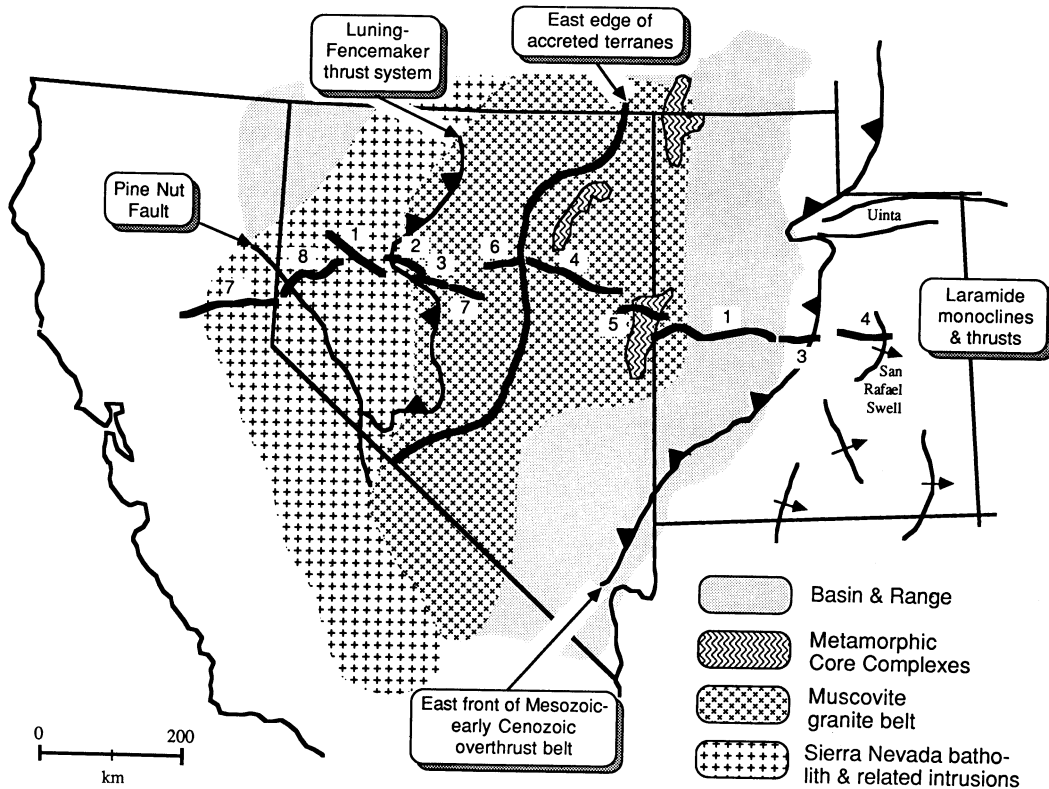 Luning-
Fencemaker
thrust system
East edge of
accreted terranes
Pine Nut
Fault
Uinta
Laramide
monoclines
& thrusts
1
2
3
8
6
4
7
7
5
1
3
4
San
Rafael
Swell
East front of Mesozoic-
early Cenozoic
overthrust belt
Basin & Range
Metamorphic
Core Complexes
Muscovite
granite belt
Sierra Nevada batho-
lith & related intrusions
0
200
km